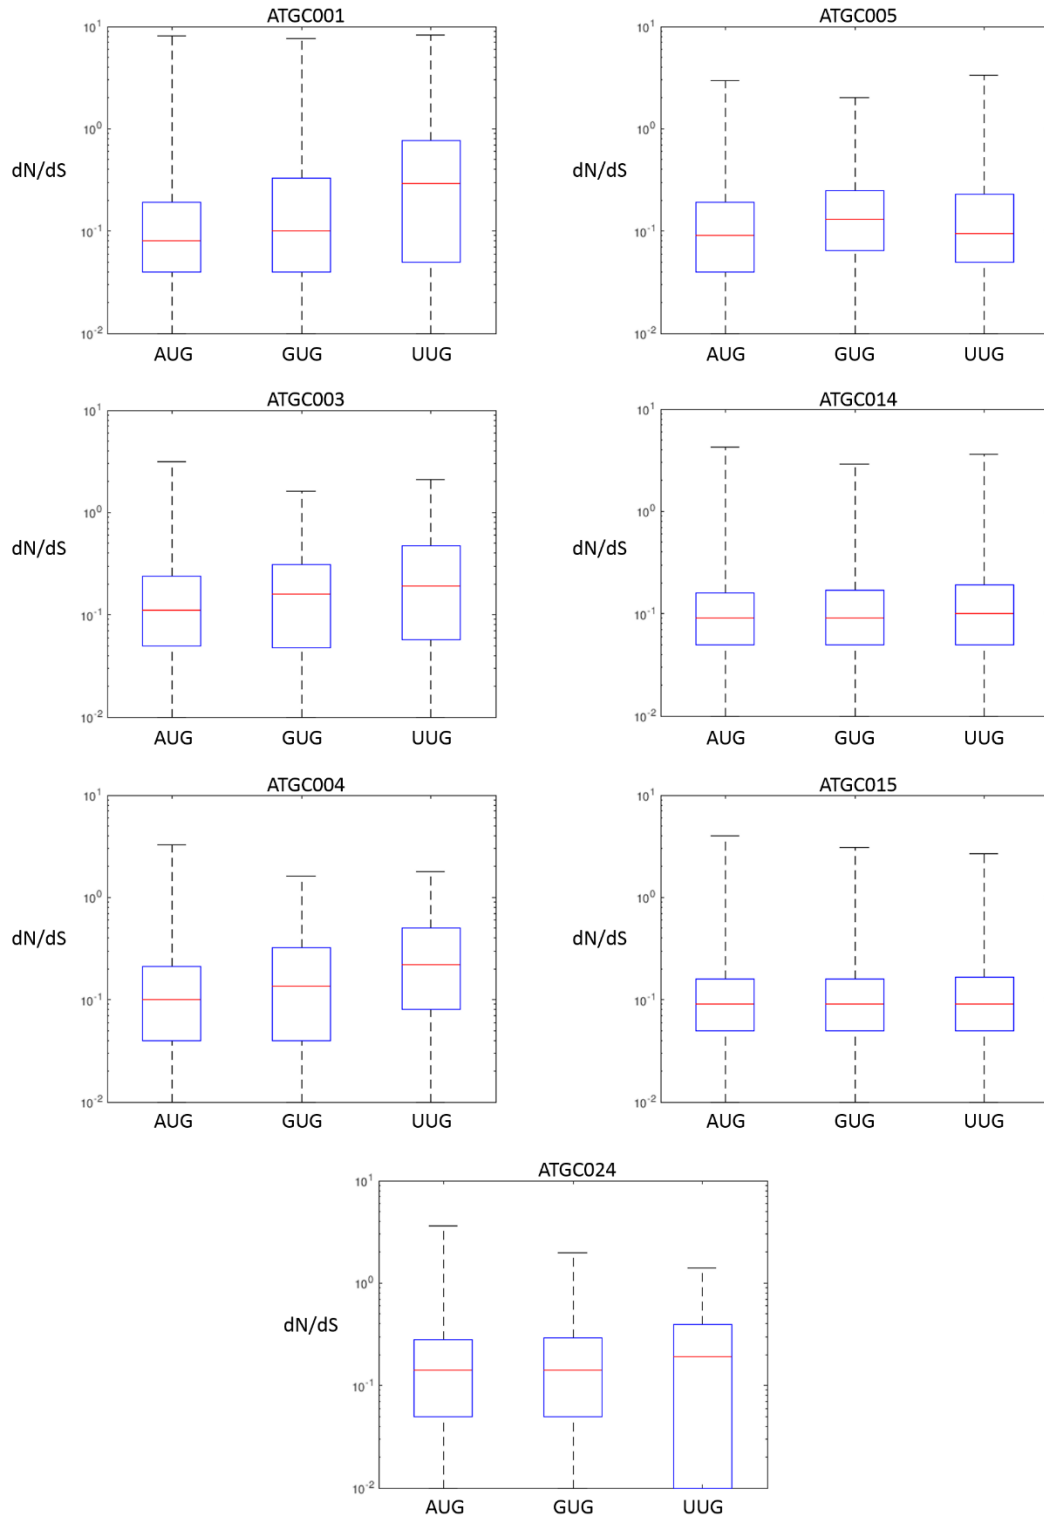 ATGC001
10^1
10^0
10^-1
10^-2
dN/dS
AUG GUG UUG
ATGC005
10^1
10^0
10^-1
10^-2
dN/dS
AUG GUG UUG
ATGC003
10^1
10^0
10^-1
10^-2
dN/dS
AUG GUG UUG
ATGC014
10^1
10^0
10^-1
10^-2
dN/dS
AUG GUG UUG
ATGC004
10^1
10^0
10^-1
10^-2
dN/dS
AUG GUG UUG
ATGC015
10^1
10^0
10^-1
10^-2
dN/dS
AUG GUG UUG
ATGC024
10^1
10^0
10^-1
10^-2
dN/dS
AUG GUG UUG